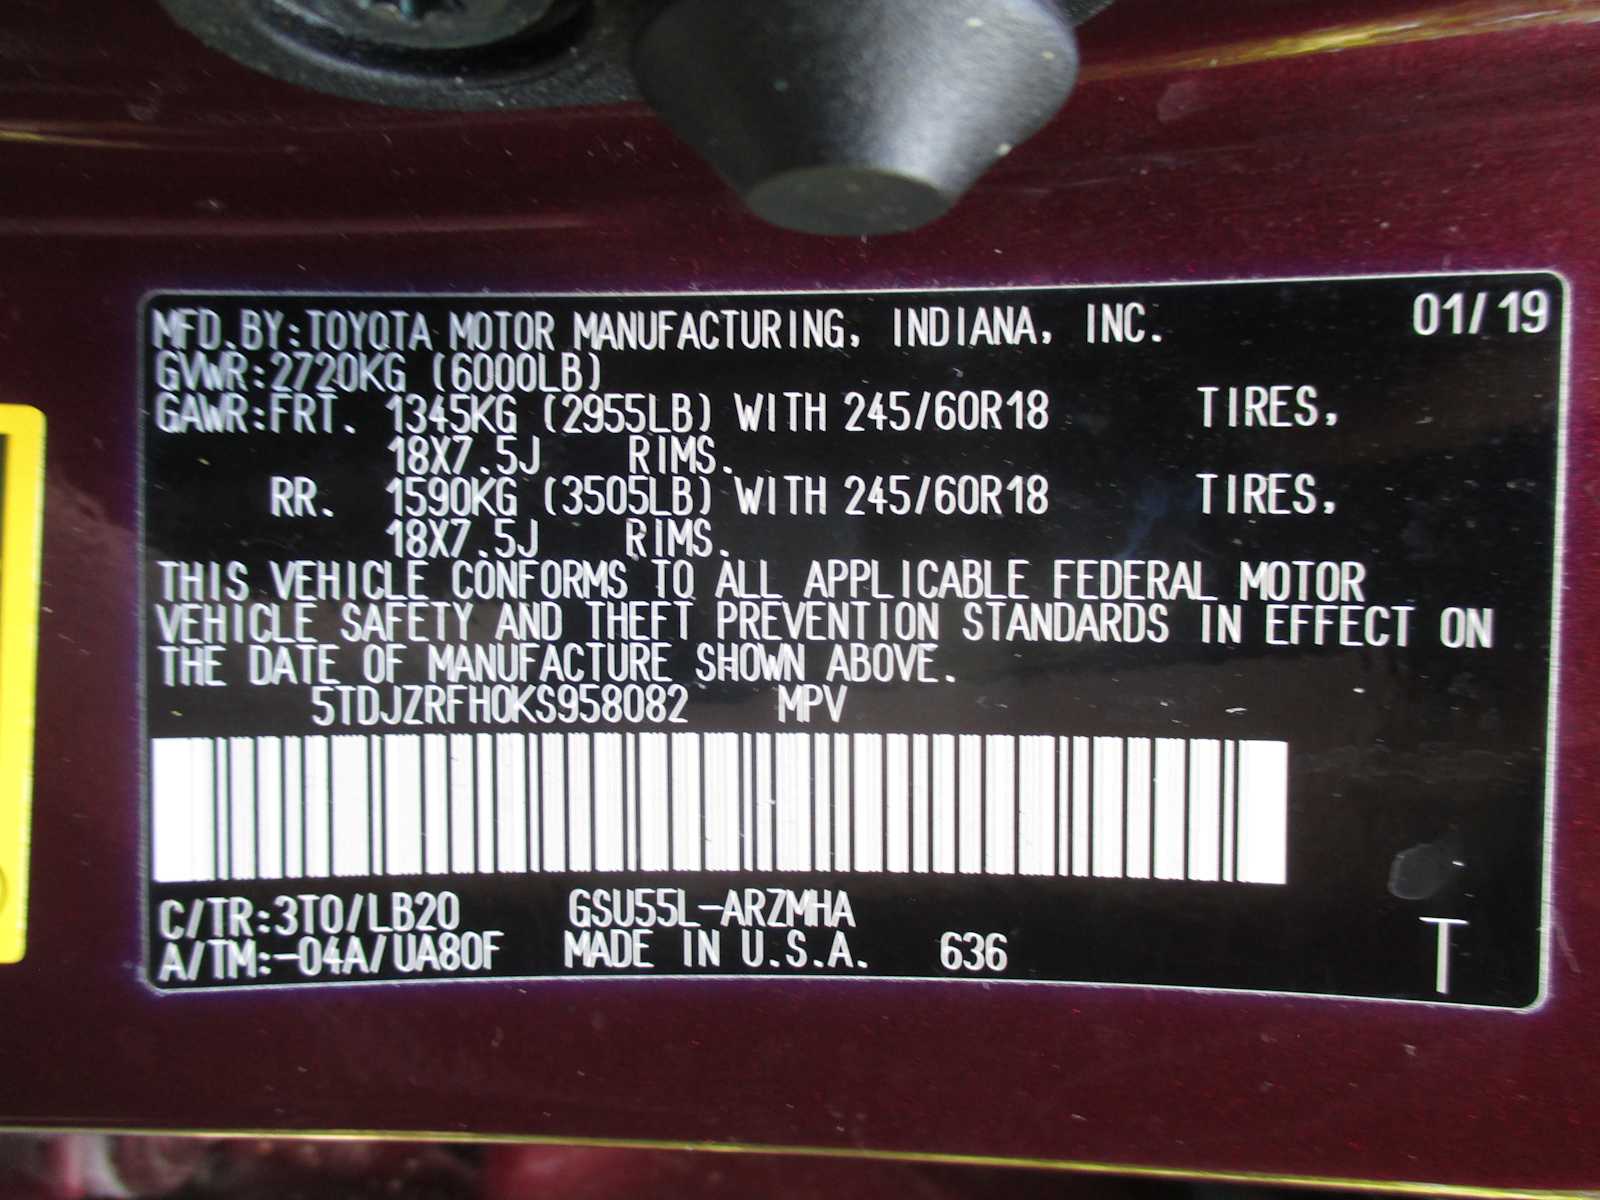 MFD.BY:TOYOTA MOTOR MANUFACTURING, INDIANA, INC. 01/19
GVWR:2720KG (6000LB)
GAWR:FRT. 1345KG (2955LB) WITH 245/60R18 TIRES,
18X7.5J RIMS.
RR. 1590KG (3505LB) WITH 245/60R18 TIRES,
18X7.5J RIMS.
THIS VEHICLE CONFORMS TO ALL APPLICABLE FEDERAL MOTOR
VEHICLE SAFETY AND THEFT PREVENTION STANDARDS IN EFFECT ON
THE DATE OF MANUFACTURE SHOWN ABOVE.
5TDJZRFH0KS958082 MPV
C/TR:3T0/LB20 GSU55L-ARZMHA
A/TM:-04A/UA80F MADE IN U.S.A. 636
T